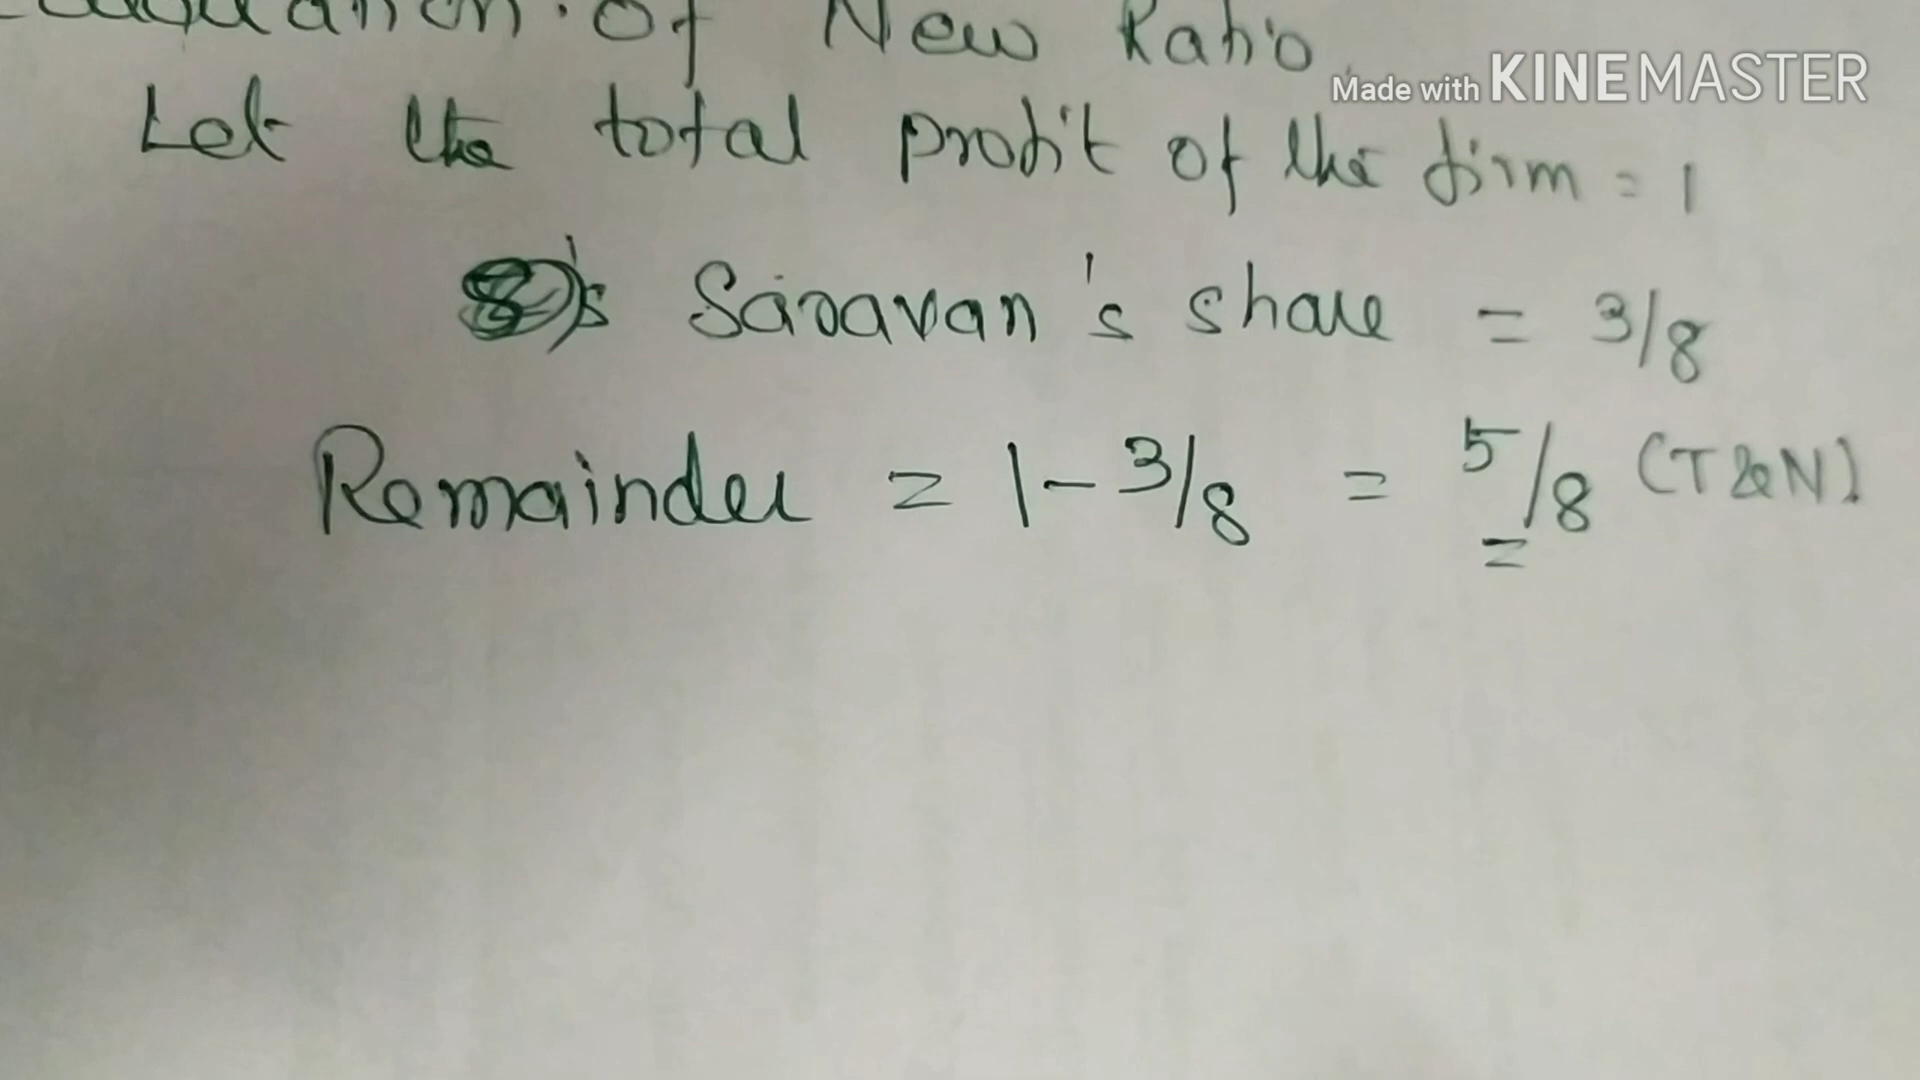 of New Ratio
Made with KINEMASTER
Let the total profit of the firm = 1
Saravan's share = 3/8
Remainder = 1 - 3/8 = 5/8 (T & N)
=